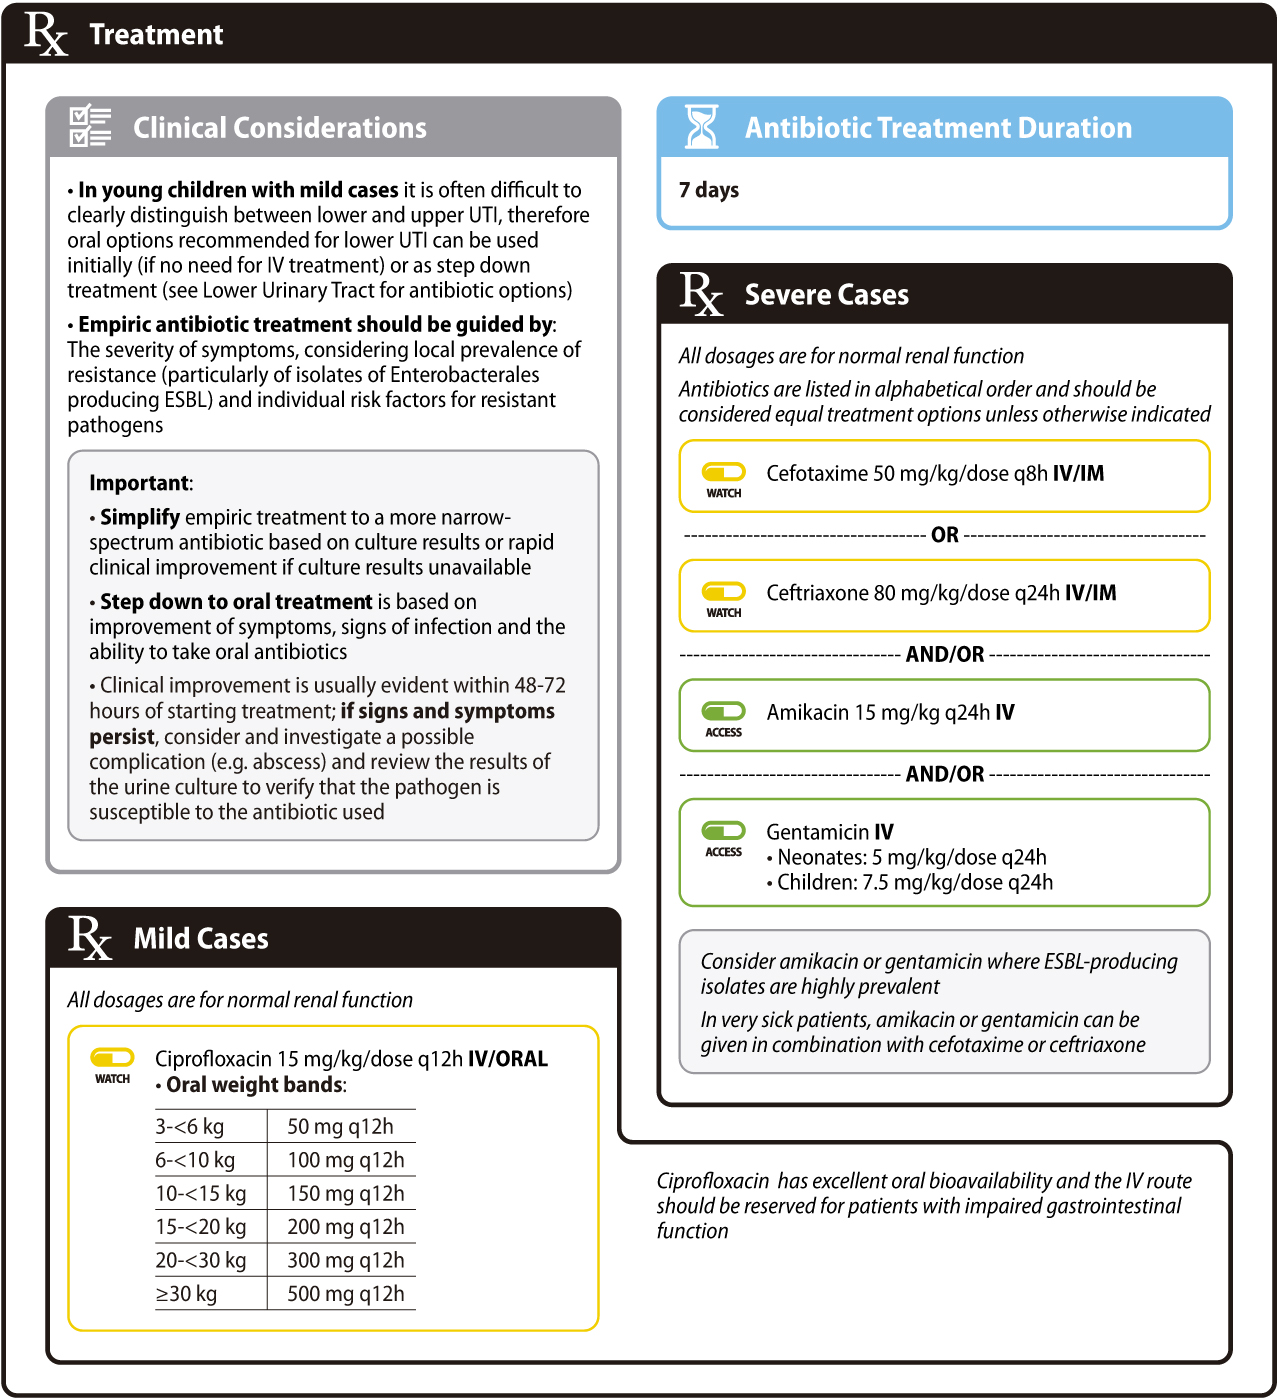 Rx Treatment
Clinical Considerations
• In young children with mild cases it is often difficult to
clearly distinguish between lower and upper UTI, therefore
oral options recommended for lower UTI can be used
initially (if no need for IV treatment) or as step down
treatment (see Lower Urinary Tract for antibiotic options)
• Empiric antibiotic treatment should be guided by:
The severity of symptoms, considering local prevalence of
resistance (particularly of isolates of Enterobacterales
producing ESBL) and individual risk factors for resistant
pathogens
Important:
• Simplify empiric treatment to a more narrow-
spectrum antibiotic based on culture results or rapid
clinical improvement if culture results unavailable
• Step down to oral treatment is based on
improvement of symptoms, signs of infection and the
ability to take oral antibiotics
• Clinical improvement is usually evident within 48-72
hours of starting treatment; if signs and symptoms
persist, consider and investigate a possible
complication (e.g. abscess) and review the results of
the urine culture to verify that the pathogen is
susceptible to the antibiotic used
Antibiotic Treatment Duration
7 days
Rx Severe Cases
All dosages are for normal renal function
Antibiotics are listed in alphabetical order and should be
considered equal treatment options unless otherwise indicated
WATCH
Cefotaxime 50 mg/kg/dose q8h IV/IM
OR
WATCH
Ceftriaxone 80 mg/kg/dose q24h IV/IM
AND/OR
ACCESS
Amikacin 15 mg/kg q24h IV
AND/OR
ACCESS
Gentamicin IV
• Neonates: 5 mg/kg/dose q24h
• Children: 7.5 mg/kg/dose q24h
Consider amikacin or gentamicin where ESBL-producing
isolates are highly prevalent
In very sick patients, amikacin or gentamicin can be
given in combination with cefotaxime or ceftriaxone
Rx Mild Cases
All dosages are for normal renal function
WATCH
Ciprofloxacin 15 mg/kg/dose q12h IV/ORAL
• Oral weight bands:
3-<6 kg 50 mg q12h
6-<10 kg 100 mg q12h
10-<15 kg 150 mg q12h
15-<20 kg 200 mg q12h
20-<30 kg 300 mg q12h
≥30 kg 500 mg q12h
Ciprofloxacin has excellent oral bioavailability and the IV route
should be reserved for patients with impaired gastrointestinal
function